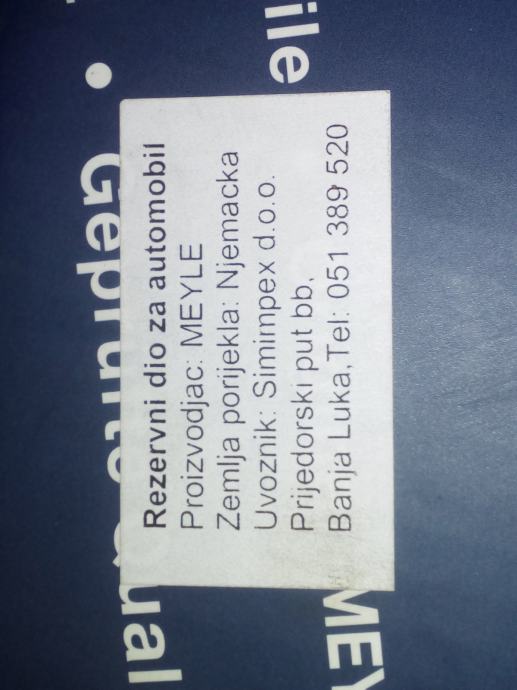 Rezervni dio za automobil
Proizvodjac: MEYLE
Zemlja porijekla: Njemacka
Uvoznik: Simimpex d.o.o.
Prijedorski put bb,
Banja Luka,Tel: 051 389 520